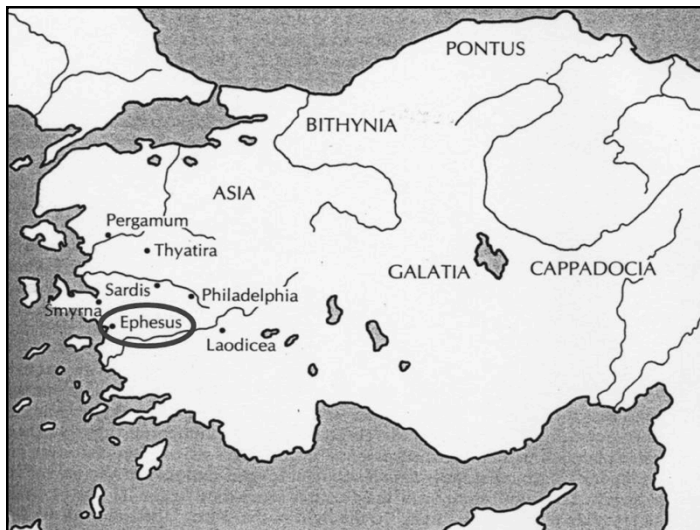 PONTUS
BITHYNIA
ASIA
Pergamum
Thyatira
GALATIA
CAPPADOCIA
Sardis
Philadelphia
Smyrna
Ephesus
Laodicea